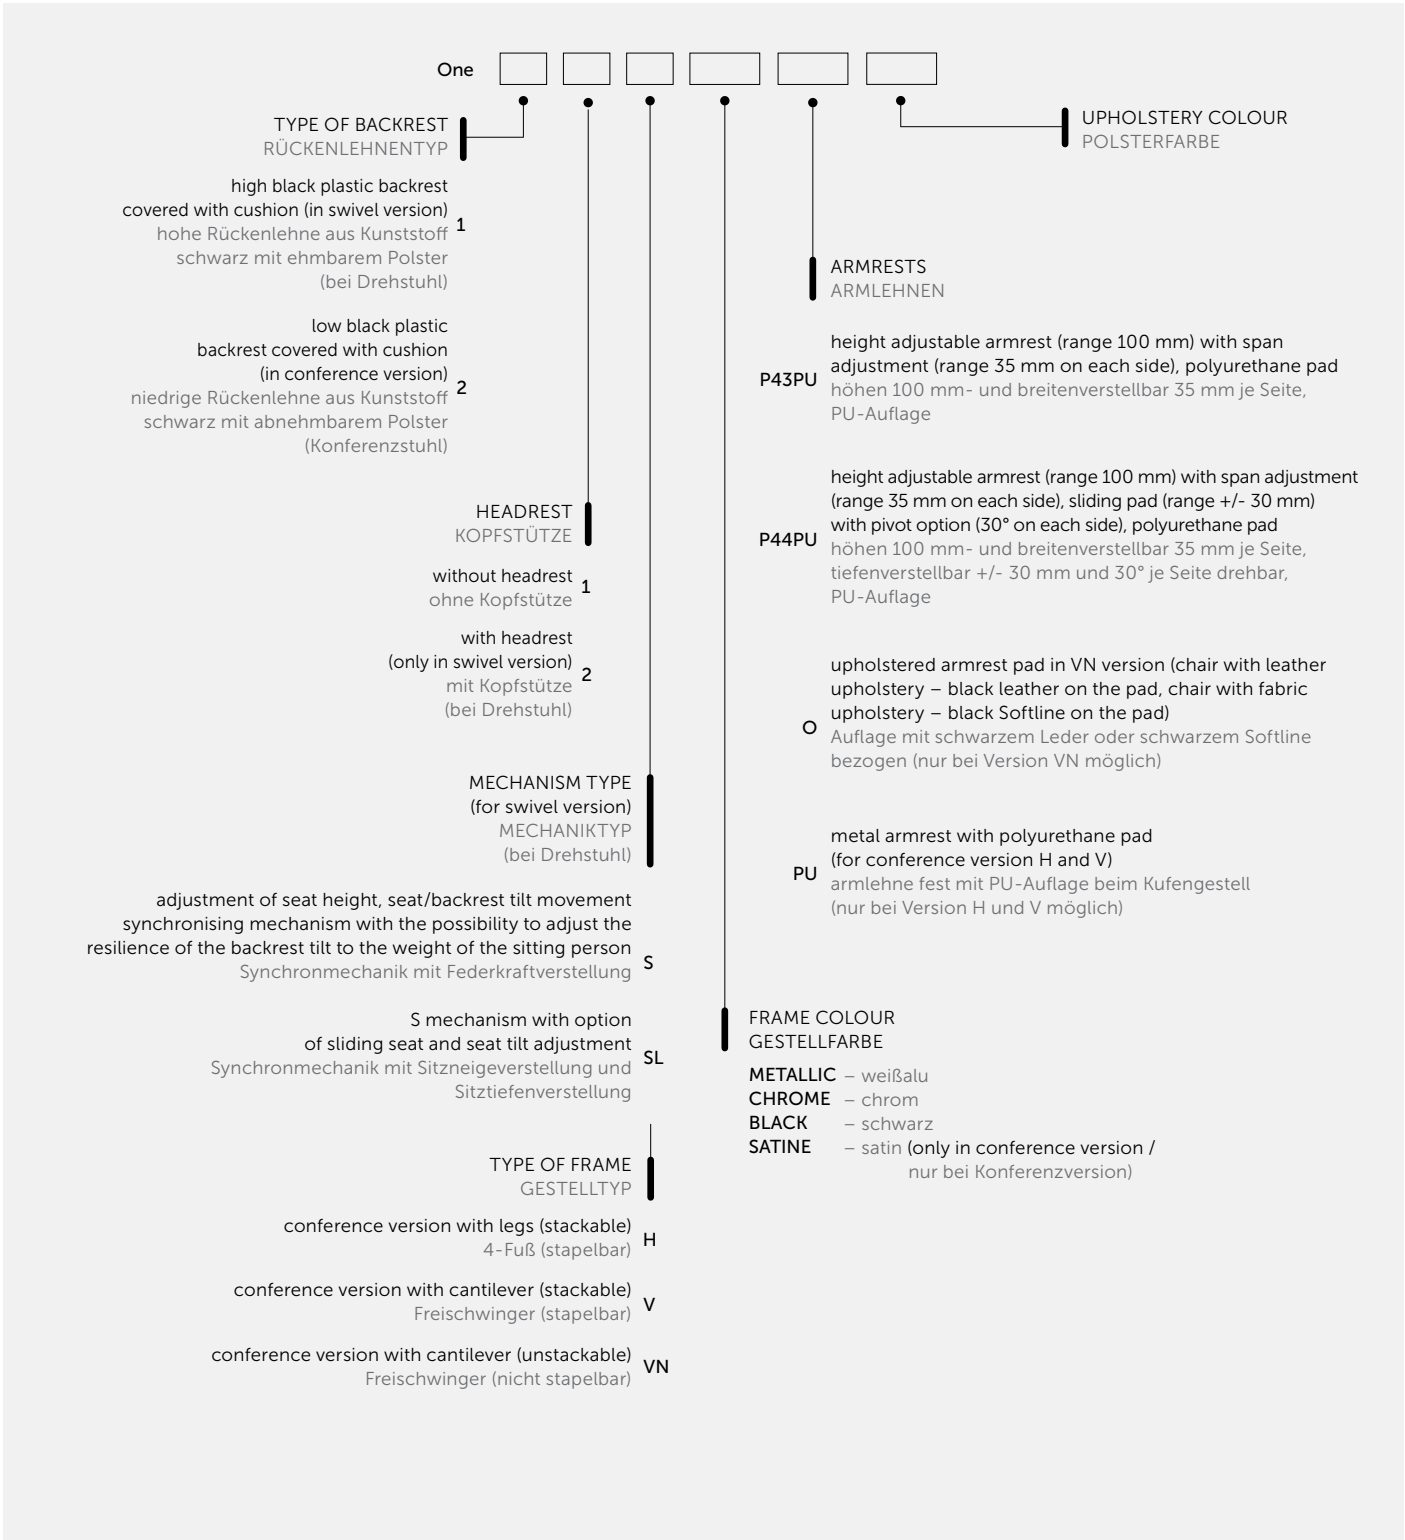 One
TYPE OF BACKREST
RÜCKENLEHNENTYP
high black plastic backrest
covered with cushion (in swivel version)
hohe Rückenlehne aus Kunststoff
schwarz mit ehmbarem Polster
(bei Drehstuhl)
1
low black plastic
backrest covered with cushion
(in conference version)
niedrige Rückenlehne aus Kunststoff
schwarz mit abnehmbarem Polster
(Konferenzstuhl)
2
HEADREST
KOPFSTÜTZE
without headrest
ohne Kopfstütze
1
with headrest
(only in swivel version)
mit Kopfstütze
(bei Drehstuhl)
2
MECHANISM TYPE
(for swivel version)
MECHANIKTYP
(bei Drehstuhl)
adjustment of seat height, seat/backrest tilt movement
synchronising mechanism with the possibility to adjust the
resilience of the backrest tilt to the weight of the sitting person
Synchronmechanik mit Federkraftverstellung
S
S mechanism with option
of sliding seat and seat tilt adjustment
Synchronmechanik mit Sitzneigeverstellung und
Sitztiefenverstellung
SL
TYPE OF FRAME
GESTELLTYP
conference version with legs (stackable)
4-Fuß (stapelbar)
H
conference version with cantilever (stackable)
Freischwinger (stapelbar)
V
conference version with cantilever (unstackable)
Freischwinger (nicht stapelbar)
VN
UPHOLSTERY COLOUR
POLSTERFARBE
ARMRESTS
ARMLEHNEN
P43PU
height adjustable armrest (range 100 mm) with span
adjustment (range 35 mm on each side), polyurethane pad
höhen 100 mm- und breitenverstellbar 35 mm je Seite,
PU-Auflage
P44PU
height adjustable armrest (range 100 mm) with span adjustment
(range 35 mm on each side), sliding pad (range +/- 30 mm)
with pivot option (30° on each side), polyurethane pad
höhen 100 mm- und breitenverstellbar 35 mm je Seite,
tiefenverstellbar +/- 30 mm und 30° je Seite drehbar,
PU-Auflage
O
upholstered armrest pad in VN version (chair with leather
upholstery – black leather on the pad, chair with fabric
upholstery – black Softline on the pad)
Auflage mit schwarzem Leder oder schwarzem Softline
bezogen (nur bei Version VN möglich)
PU
metal armrest with polyurethane pad
(for conference version H and V)
armlehne fest mit PU-Auflage beim Kufengestell
(nur bei Version H und V möglich)
FRAME COLOUR
GESTELLFARBE
METALLIC – weißalu
CHROME – chrom
BLACK – schwarz
SATINE – satin (only in conference version /
nur bei Konferenzversion)